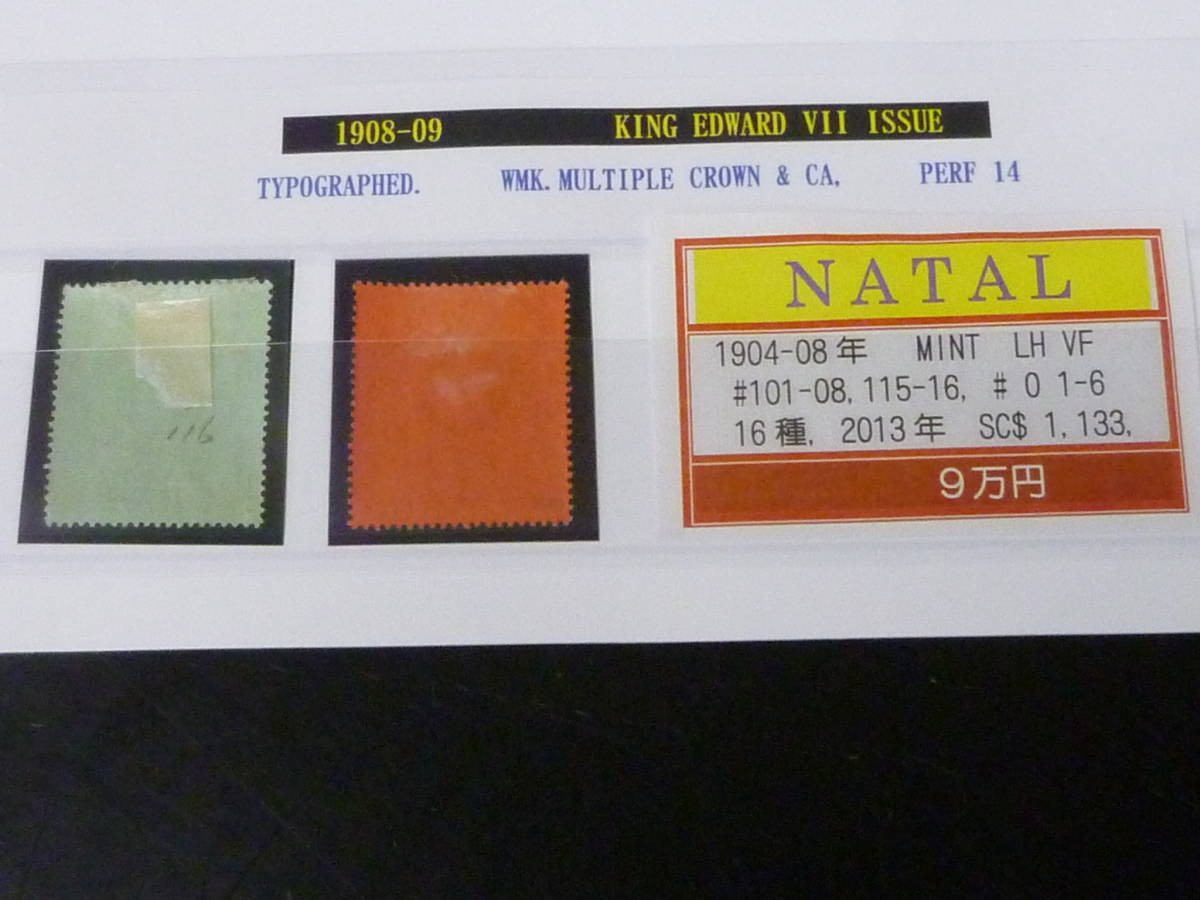 1908-09 KING EDWARD VII ISSUE
TYPOGRAPHED. WMK. MULTIPLE CROWN & CA, PERF 14
116
NATAL
1904-08年 MINT LH VF
#101-08, 115-16, # O 1-6
16種, 2013年 SC$ 1,133,
9万円